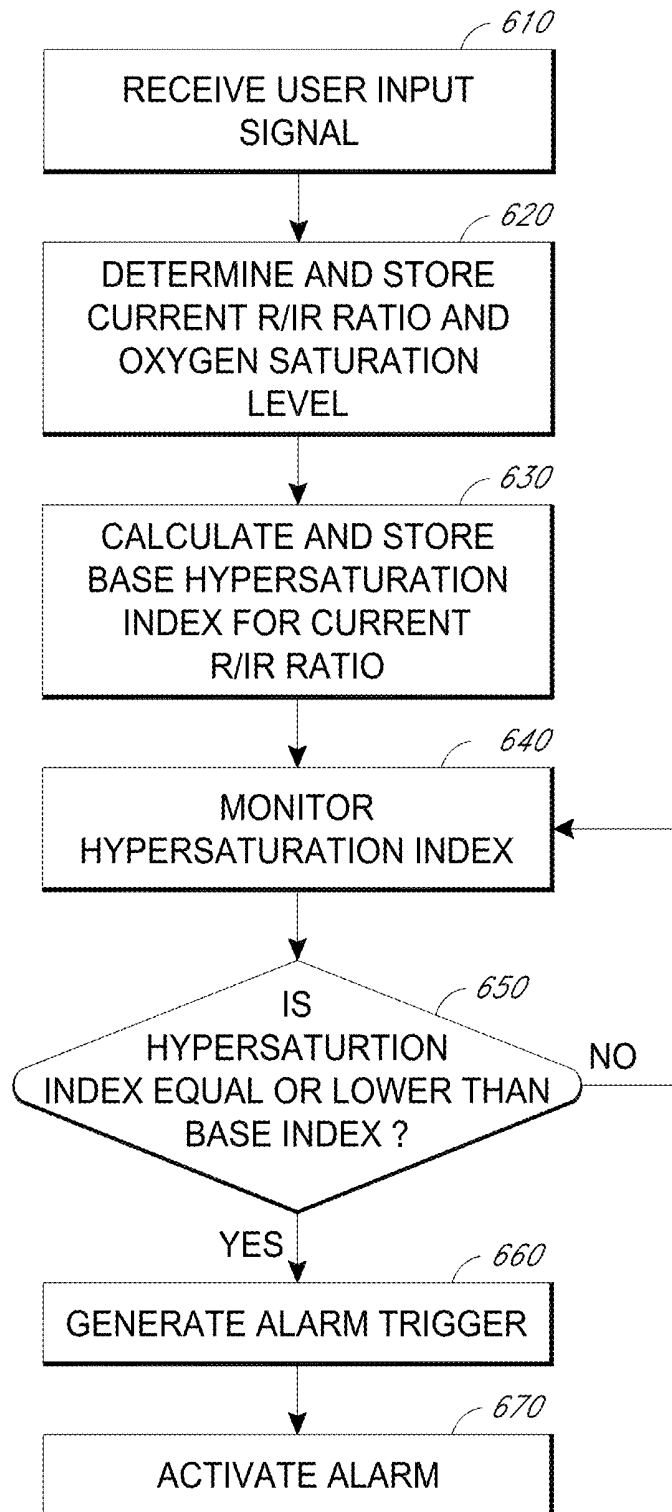 610
RECEIVE USER INPUT
SIGNAL
620
DETERMINE AND STORE
CURRENT R/IR RATIO AND
OXYGEN SATURATION
LEVEL
630
CALCULATE AND STORE
BASE HYPERSATURATION
INDEX FOR CURRENT
R/IR RATIO
640
MONITOR
HYPERSATURATION INDEX
650
IS
HYPERSATURTION
INDEX EQUAL OR LOWER THAN
BASE INDEX ?
NO
YES
660
GENERATE ALARM TRIGGER
670
ACTIVATE ALARM